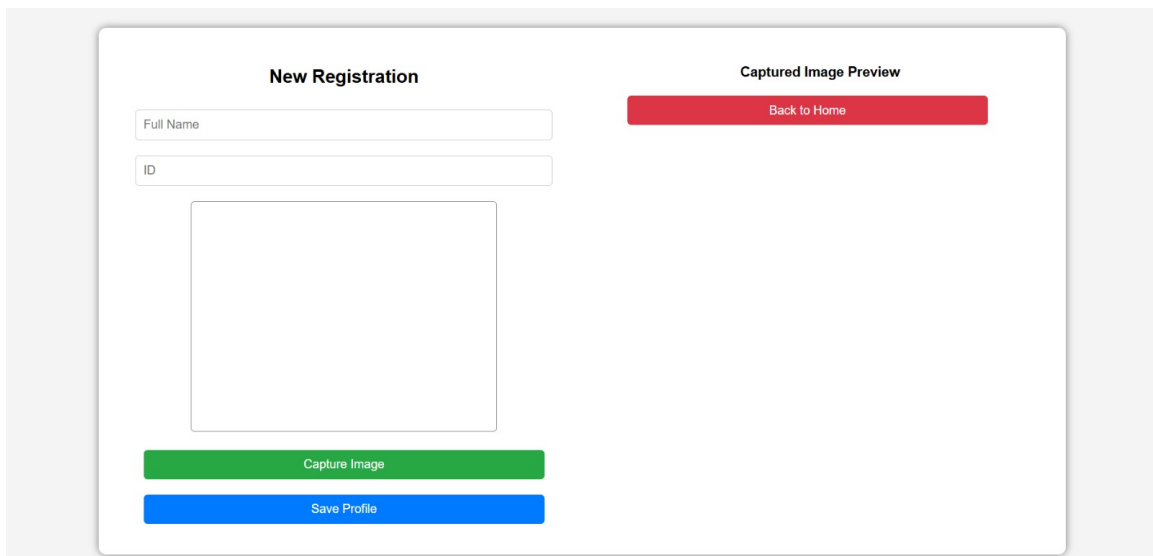 New Registration
Full Name
ID
Capture Image
Save Profile
Captured Image Preview
Back to Home